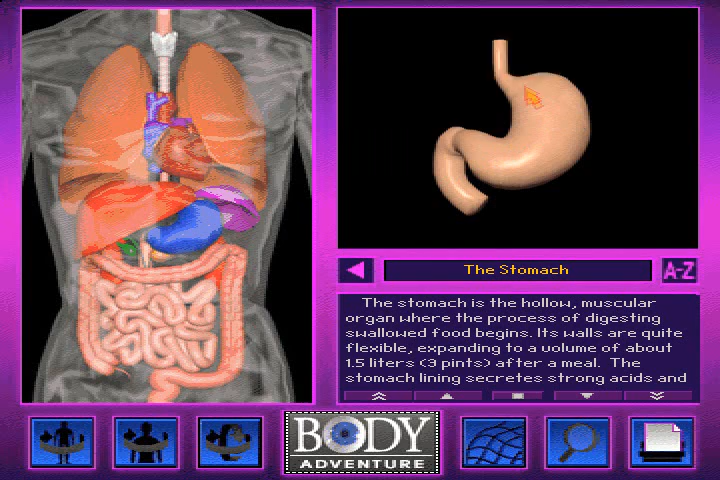 The Stomach
A-Z
The stomach is the hollow, muscular
organ where the process of digesting
swallowed food begins. Its walls are quite
flexible, expanding to a volume of about
1.5 liters (3 pints) after a meal. The
stomach lining secretes strong acids and
BODY
ADVENTURE